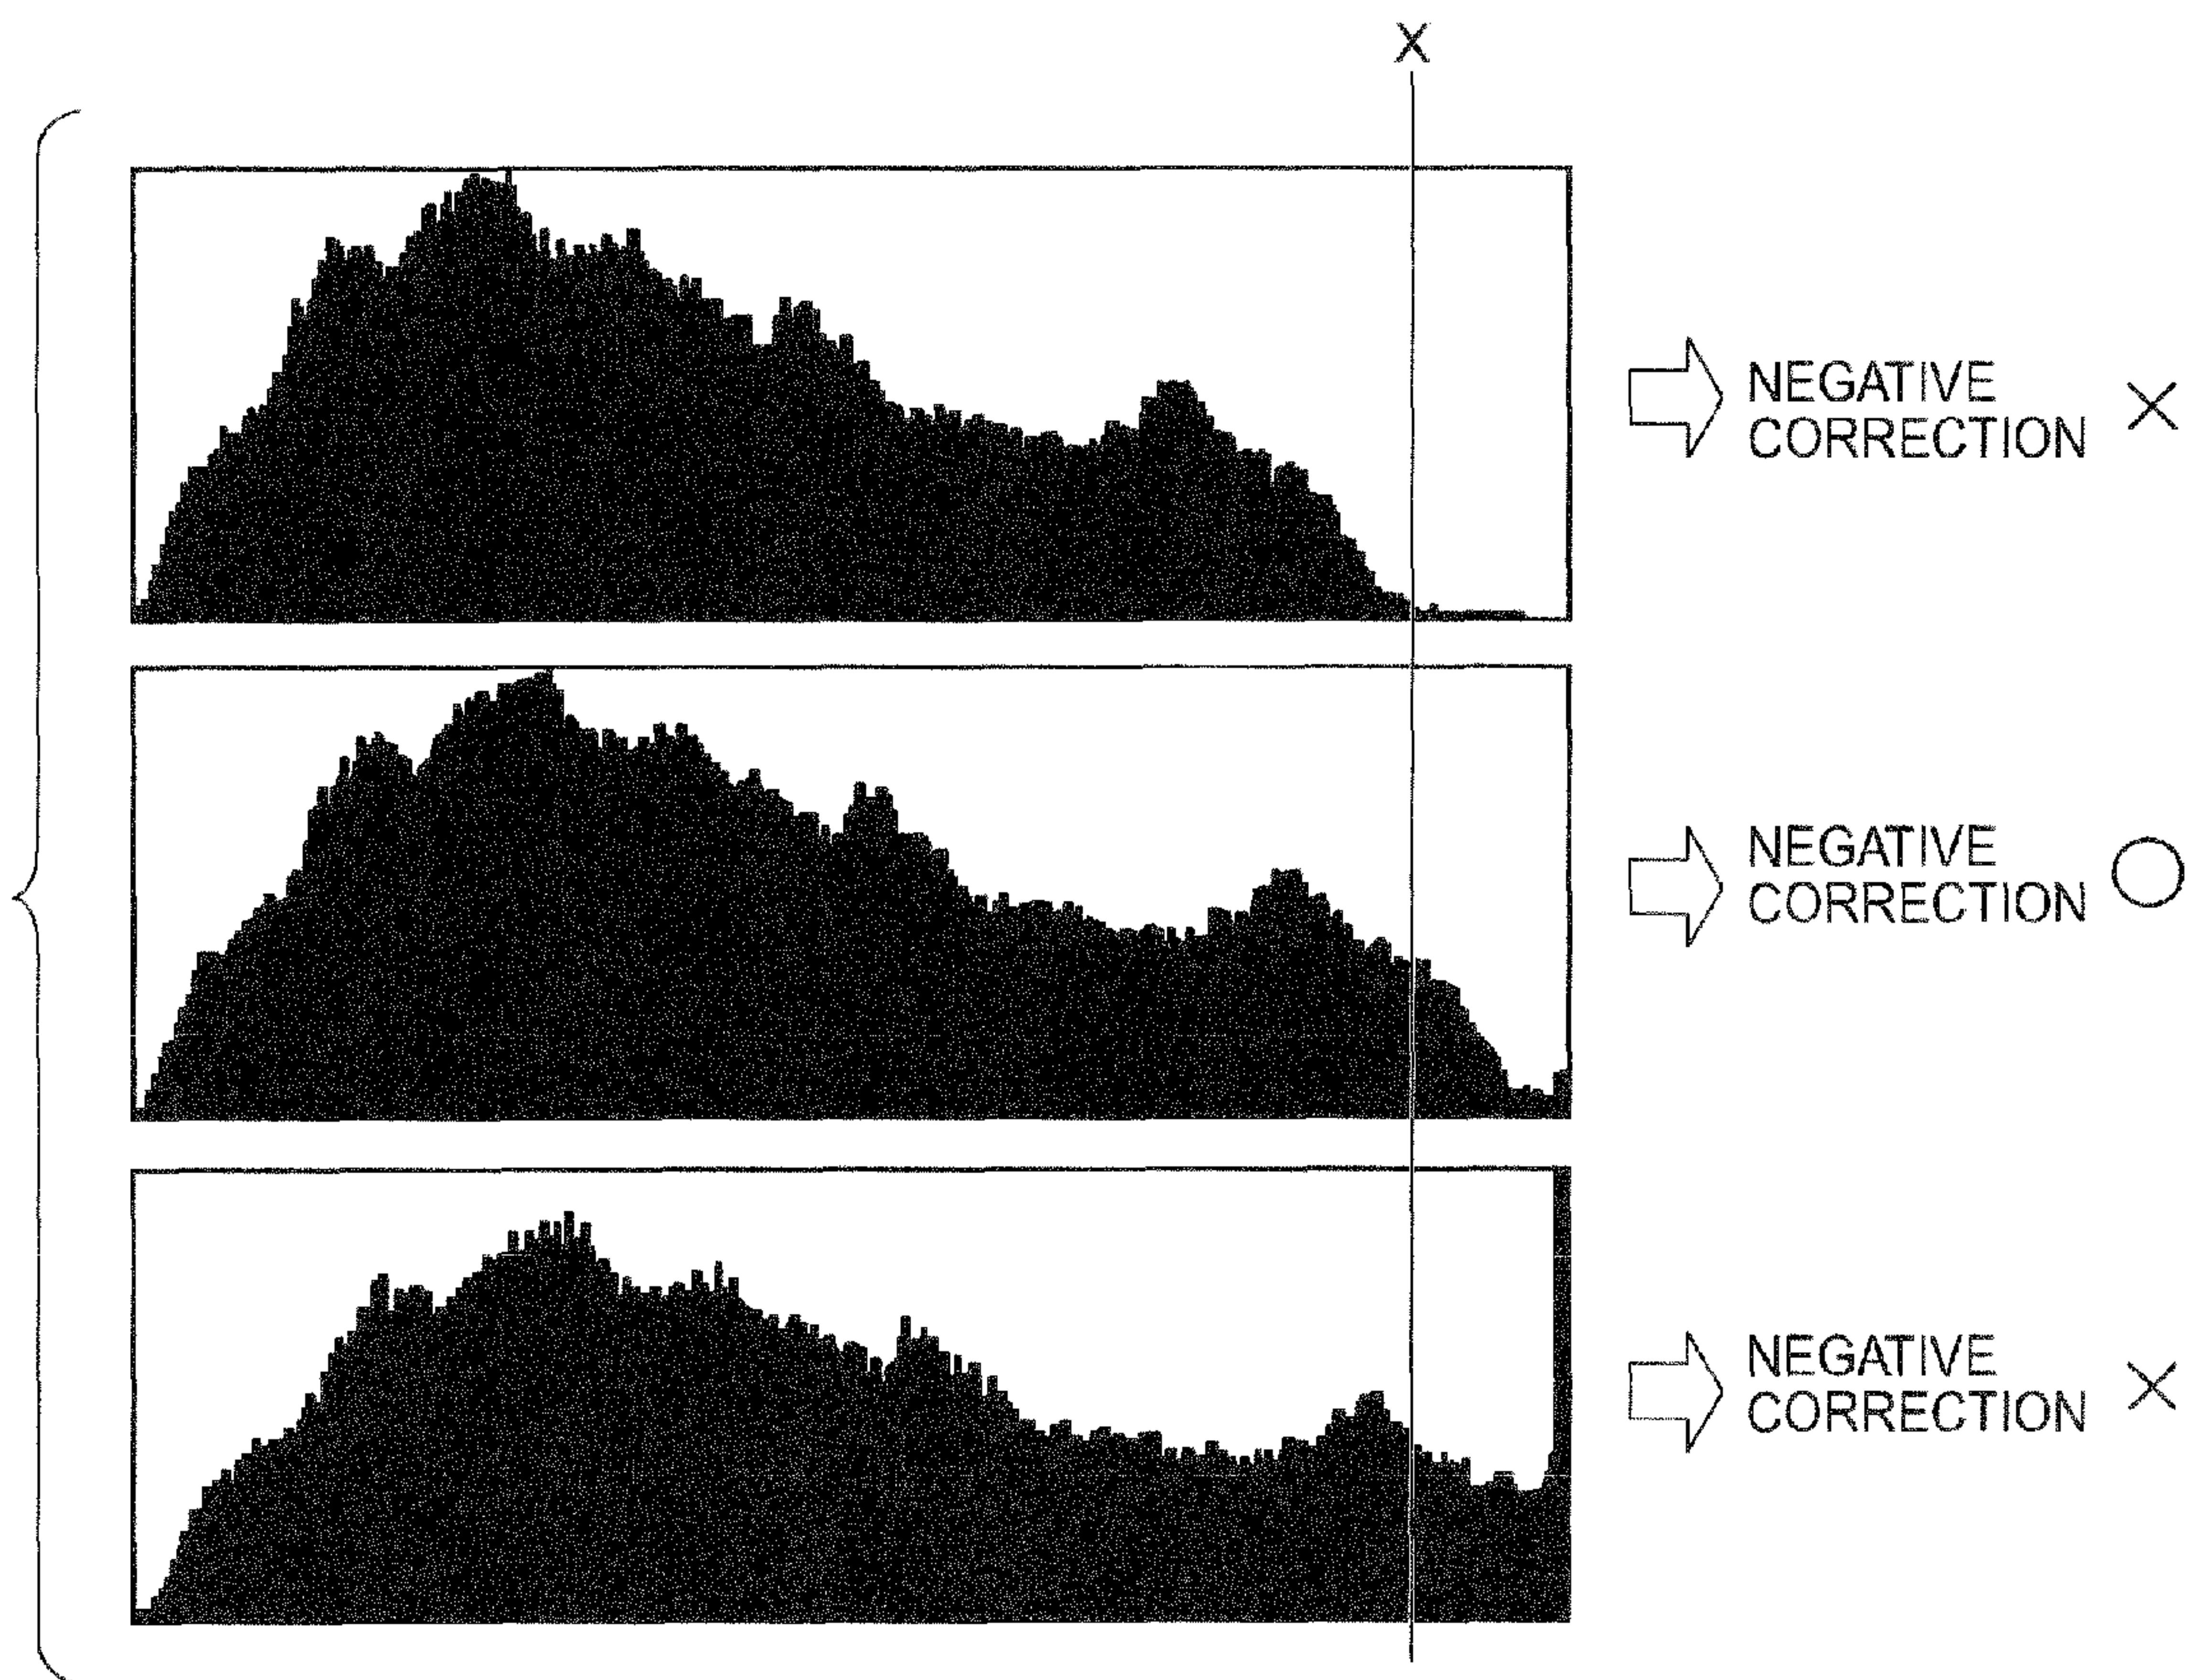 X
NEGATIVE
CORRECTION ×
NEGATIVE
CORRECTION ○
NEGATIVE
CORRECTION ×